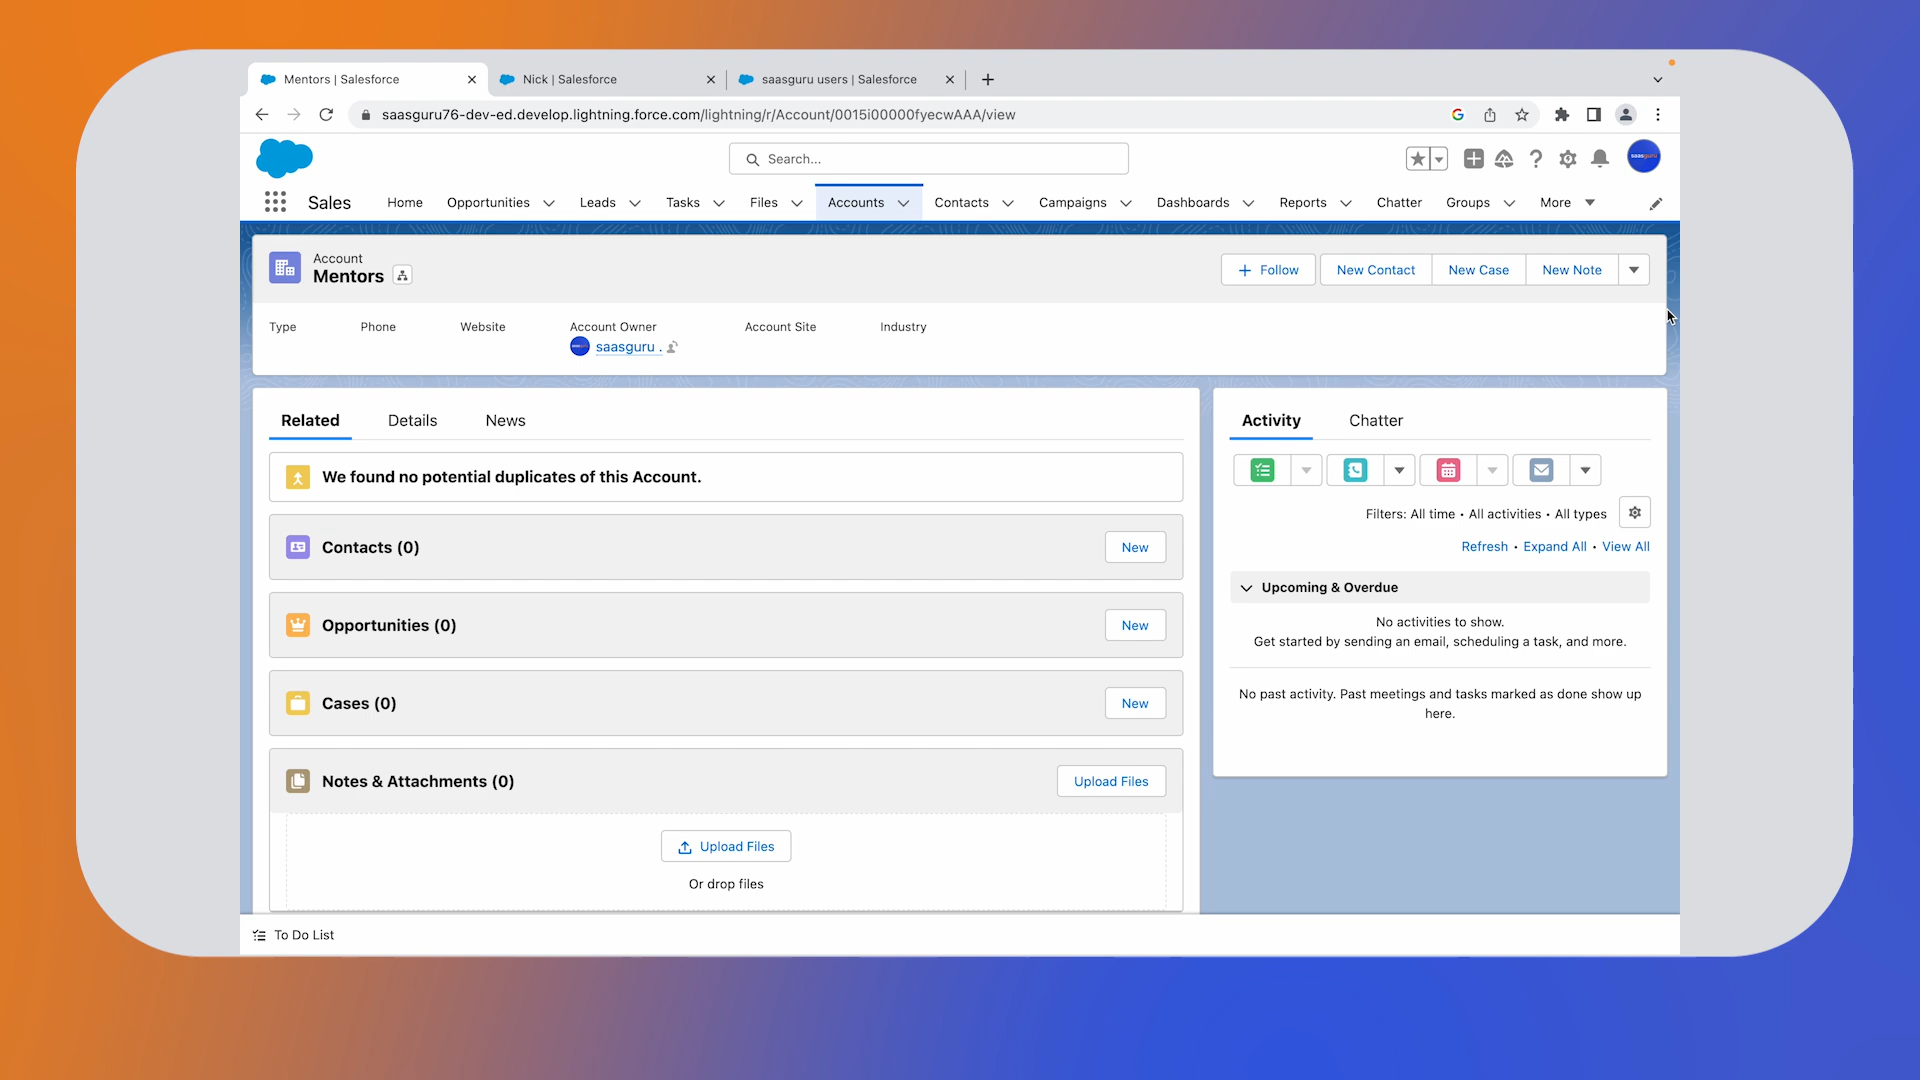 Mentors | Salesforce
Nick | Salesforce
saasguru users | Salesforce
saasguru76-dev-ed.develop.lightning.force.com/lightning/r/Account/0015i00000fyecwAAA/view
Search...
saasguru
Sales
Home
Opportunities
Leads
Tasks
Files
Accounts
Contacts
Campaigns
Dashboards
Reports
Chatter
Groups
More
Account
Mentors
Follow
New Contact
New Case
New Note
Type
Phone
Website
Account Owner
Account Site
Industry
saasguru .
Related
Details
News
We found no potential duplicates of this Account.
Contacts (0)
New
Opportunities (0)
New
Cases (0)
New
Notes & Attachments (0)
Upload Files
Upload Files
Or drop files
Activity
Chatter
Filters: All time • All activities • All types
Refresh • Expand All • View All
Upcoming & Overdue
No activities to show.
Get started by sending an email, scheduling a task, and more.
No past activity. Past meetings and tasks marked as done show up
here.
To Do List